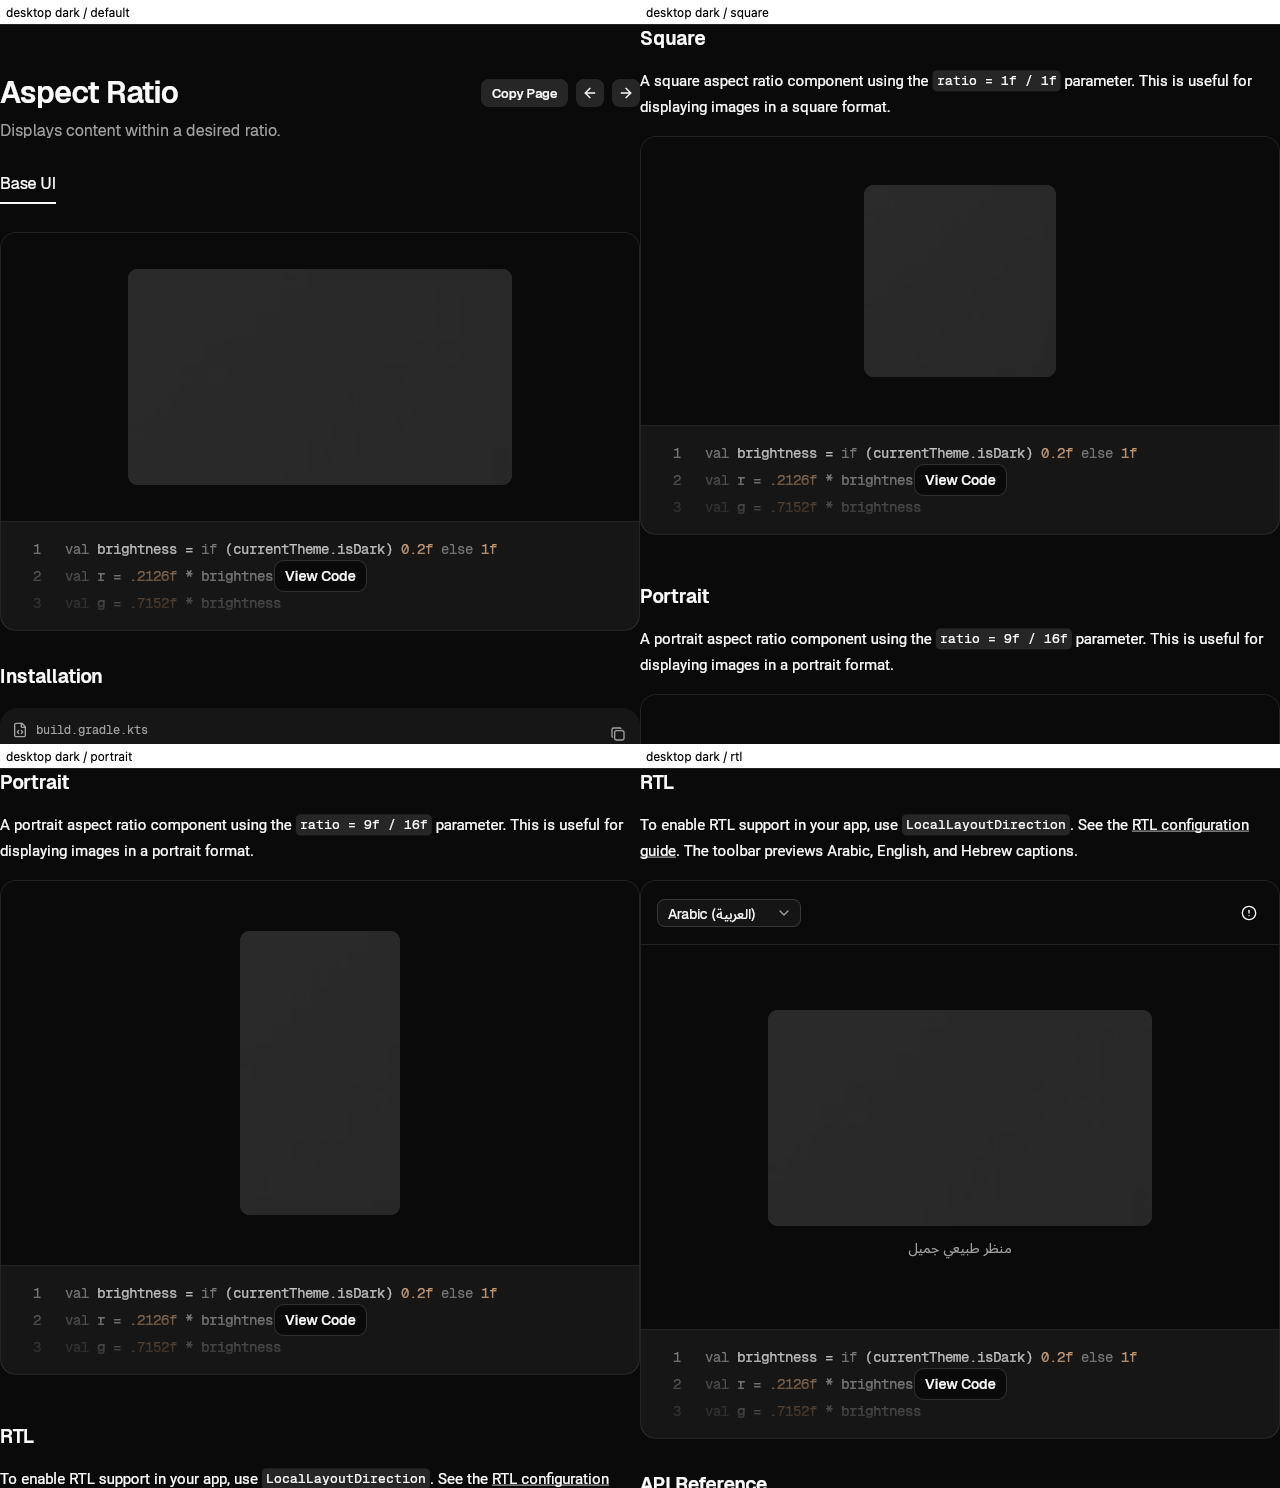 desktop dark / default
Aspect Ratio
Copy Page
Displays content within a desired ratio.
Base UI
1 val brightness = if (currentTheme.isDark) 0.2f else 1f
2 val r = .2126f * brightnes
View Code
3 val g = .7152f * brightness
Installation
build.gradle.kts
desktop dark / square
Square
A square aspect ratio component using the ratio = 1f / 1f parameter. This is useful for
displaying images in a square format.
1 val brightness = if (currentTheme.isDark) 0.2f else 1f
2 val r = .2126f * brightnes
View Code
3 val g = .7152f * brightness
Portrait
A portrait aspect ratio component using the ratio = 9f / 16f parameter. This is useful for
displaying images in a portrait format.
desktop dark / portrait
Portrait
A portrait aspect ratio component using the ratio = 9f / 16f parameter. This is useful for
displaying images in a portrait format.
1 val brightness = if (currentTheme.isDark) 0.2f else 1f
2 val r = .2126f * brightnes
View Code
3 val g = .7152f * brightness
RTL
To enable RTL support in your app, use LocalLayoutDirection. See the RTL configuration
desktop dark / rtl
RTL
To enable RTL support in your app, use LocalLayoutDirection. See the RTL configuration
guide. The toolbar previews Arabic, English, and Hebrew captions.
Arabic (العربية)
منظر طبيعي جميل
1 val brightness = if (currentTheme.isDark) 0.2f else 1f
2 val r = .2126f * brightnes
View Code
3 val g = .7152f * brightness
API Reference